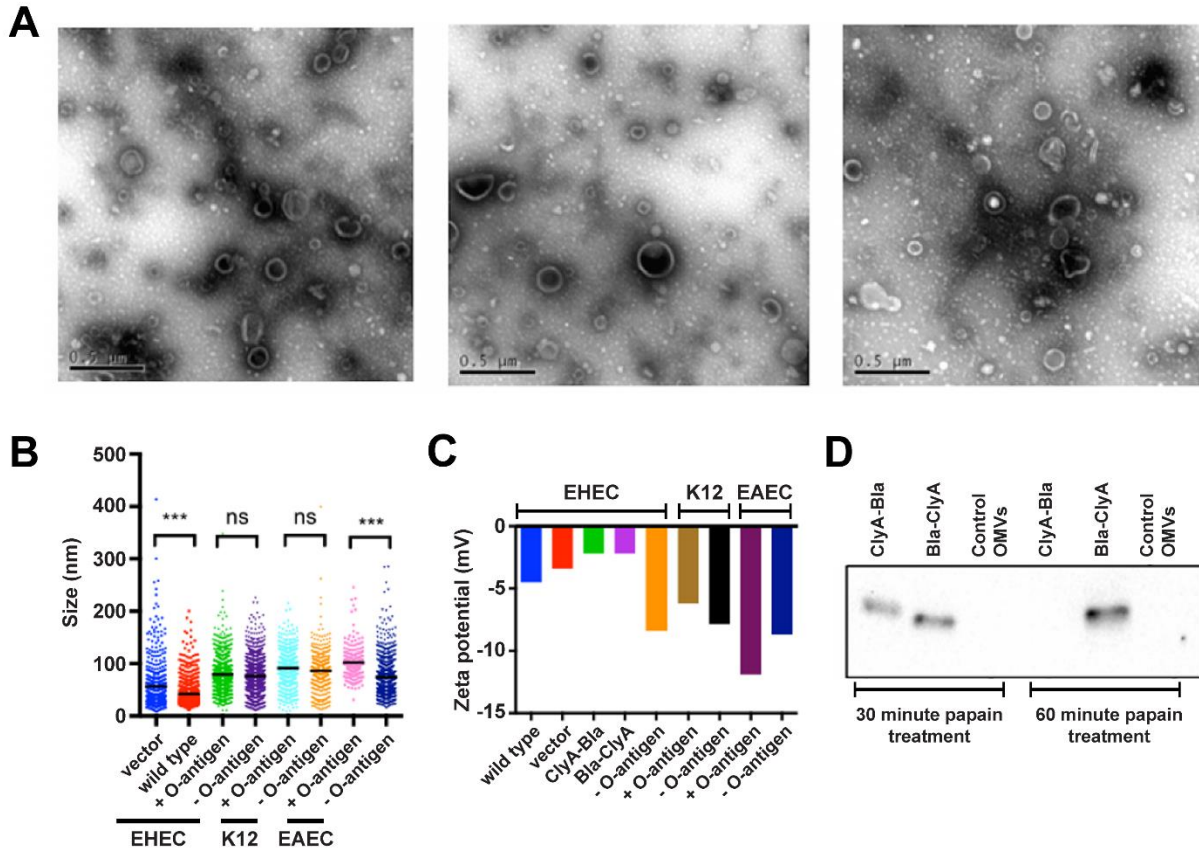 A
0.5 µm
0.5 µm
0.5 µm
B
Size (nm)
500
400
300
200
100
0
***
ns
ns
***
vector
wild type
+ O-antigen
- O-antigen
+ O-antigen
- O-antigen
+ O-antigen
- O-antigen
EHEC
K12
EAEC
C
Zeta potential (mV)
EHEC
K12
EAEC
0
-5
-10
-15
wild type
vector
ClyA-Bla
Bla-ClyA
- O-antigen
+ O-antigen
- O-antigen
+ O-antigen
- O-antigen
D
ClyA-Bla
Bla-ClyA
Control
OMVs
ClyA-Bla
Bla-ClyA
Control
OMVs
30 minute papain
treatment
60 minute papain
treatment